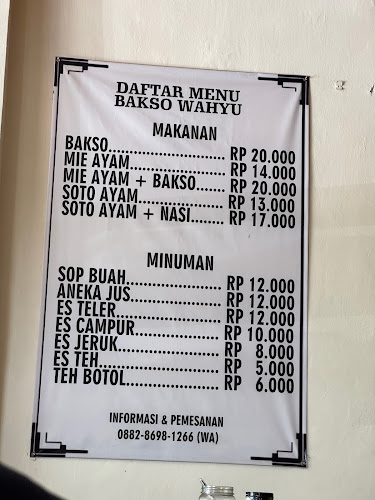 DAFTAR MENU
BAKSO WAHYU
MAKANAN
BAKSO............................. RP 20.000
MIE AYAM........................ RP 14.000
MIE AYAM + BAKSO....... RP 20.000
SOTO AYAM..................... RP 13.000
SOTO AYAM + NASI........ RP 17.000
MINUMAN
SOP BUAH....................... RP 12.000
ANEKA JUS...................... RP 12.000
ES TELER.......................... RP 12.000
ES CAMPUR..................... RP 10.000
ES JERUK.......................... RP 8.000
ES TEH.............................. RP 5.000
TEH BOTOL....................... RP 6.000
INFORMASI & PEMESANAN
0882-8698-1266 (WA)